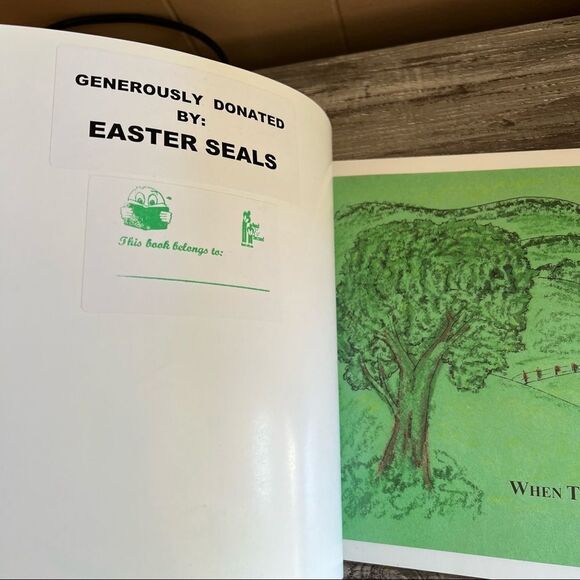 GENEROUSLY DONATED
BY:
EASTER SEALS
This book belongs to:
WHEN T